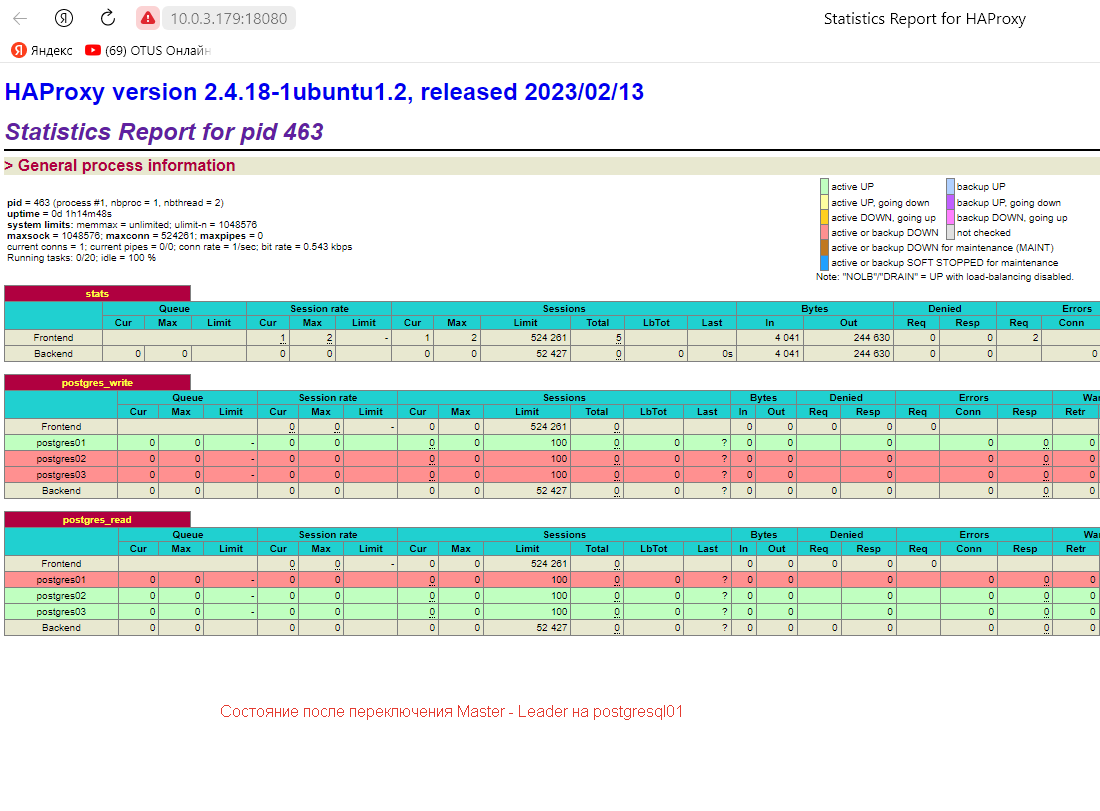 10.0.3.179:18080 Statistics Report for HAProxy
Яндекс (69) OTUS Онлайн
HAProxy version 2.4.18-1ubuntu1.2, released 2023/02/13
Statistics Report for pid 463
> General process information
pid = 463 (process #1, nbproc = 1, nbthread = 2)
uptime = 0d 1h14m48s
system limits: memmax = unlimited; ulimit-n = 1048576
maxsock = 1048576; maxconn = 524261; maxpipes = 0
current conns = 1; current pipes = 0/0; conn rate = 1/sec; bit rate = 0.543 kbps
Running tasks: 0/20; idle = 100 %
active UP backup UP
active UP, going down backup UP, going down
active DOWN, going up backup DOWN, going up
active or backup DOWN not checked
active or backup DOWN for maintenance (MAINT)
active or backup SOFT STOPPED for maintenance
Note: "NOLB"/"DRAIN" = UP with load-balancing disabled.
stats
Queue Session rate Sessions Bytes Denied Errors
Cur Max Limit Cur Max Limit Cur Max Limit Total LbTot Last In Out Req Resp Req Conn
Frontend 1 2 - 1 2 524 261 5 4 041 244 630 0 0 2
Backend 0 0 0 0 0 0 52 427 0 0 0s 4 041 244 630 0 0 0
postgres_write
Queue Session rate Sessions Bytes Denied Errors War
Cur Max Limit Cur Max Limit Cur Max Limit Total LbTot Last In Out Req Resp Req Conn Resp Retr
Frontend 0 0 - 0 0 524 261 0 0 0 0 0 0
postgres01 0 0 - 0 0 0 0 100 0 0 ? 0 0 0 0 0 0
postgres02 0 0 - 0 0 0 0 100 0 0 ? 0 0 0 0 0 0
postgres03 0 0 - 0 0 0 0 100 0 0 ? 0 0 0 0 0 0
Backend 0 0 0 0 0 0 52 427 0 0 ? 0 0 0 0 0 0 0
postgres_read
Queue Session rate Sessions Bytes Denied Errors War
Cur Max Limit Cur Max Limit Cur Max Limit Total LbTot Last In Out Req Resp Req Conn Resp Retr
Frontend 0 0 - 0 0 524 261 0 0 0 0 0 0
postgres01 0 0 - 0 0 0 0 100 0 0 ? 0 0 0 0 0 0
postgres02 0 0 - 0 0 0 0 100 0 0 ? 0 0 0 0 0 0
postgres03 0 0 - 0 0 0 0 100 0 0 ? 0 0 0 0 0 0
Backend 0 0 0 0 0 0 52 427 0 0 ? 0 0 0 0 0 0 0
Состояние после переключения Master - Leader на postgresql01